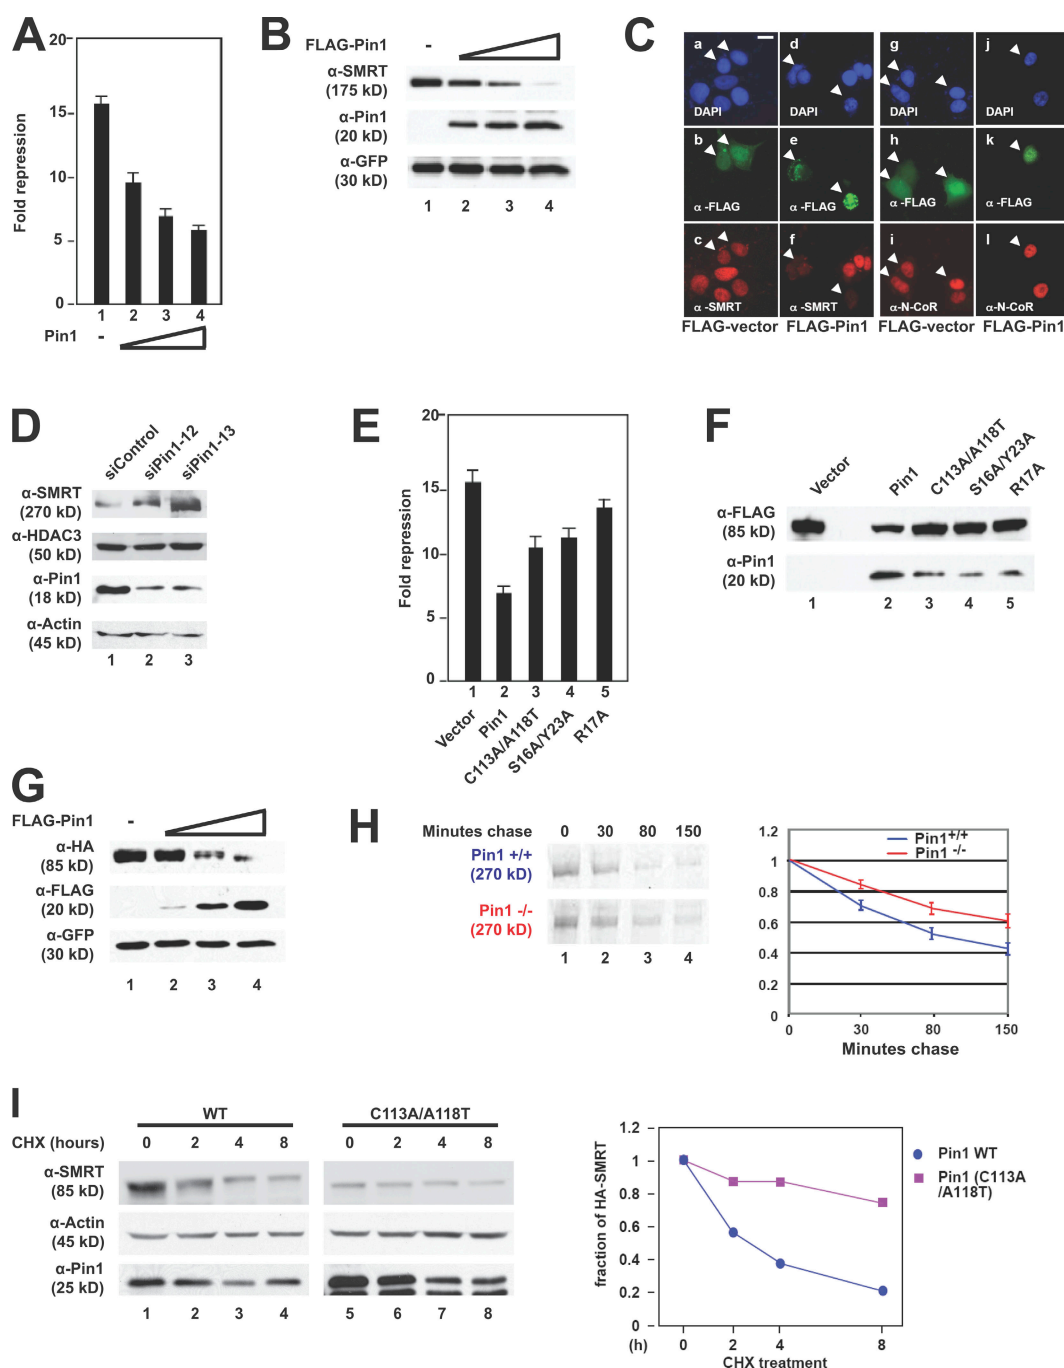 A
20
15
10
5
0
Fold repression
1 2 3 4
Pin1 -
B
FLAG-Pin1 -
α-SMRT
(175 kD)
α-Pin1
(20 kD)
α-GFP
(30 kD)
1 2 3 4
C
a d g j
DAPI DAPI DAPI DAPI
b e h k
α-FLAG α-FLAG α-FLAG α-FLAG
c f i l
α-SMRT α-SMRT α-N-CoR α-N-CoR
FLAG-vector FLAG-Pin1 FLAG-vector FLAG-Pin1
D
siControl siPin1-12 siPin1-13
α-SMRT
(270 kD)
α-HDAC3
(50 kD)
α-Pin1
(18 kD)
α-Actin
(45 kD)
1 2 3
E
20
15
10
5
0
Fold repression
1 2 3 4 5
Vector Pin1 C113A/A118T S16A/Y23A R17A
F
Vector Pin1 C113A/A118T S16A/Y23A R17A
α-FLAG
(85 kD)
α-Pin1
(20 kD)
1 2 3 4 5
G
FLAG-Pin1 -
α-HA
(85 kD)
α-FLAG
(20 kD)
α-GFP
(30 kD)
1 2 3 4
H
Minutes chase 0 30 80 150
Pin1 +/+
(270 kD)
Pin1 -/-
(270 kD)
1 2 3 4
1.2
1
0.8
0.6
0.4
0.2
0
Pin1+/+
Pin1 -/-
0 30 80 150
Minutes chase
I
WT C113A/A118T
CHX (hours) 0 2 4 8 0 2 4 8
α-SMRT
(85 kD)
α-Actin
(45 kD)
α-Pin1
(25 kD)
1 2 3 4 5 6 7 8
1.2
1
0.8
0.6
0.4
0.2
0
fraction of HA-SMRT
Pin1 WT
Pin1 (C113A
/A118T)
(h) 0 2 4 8
CHX treatment